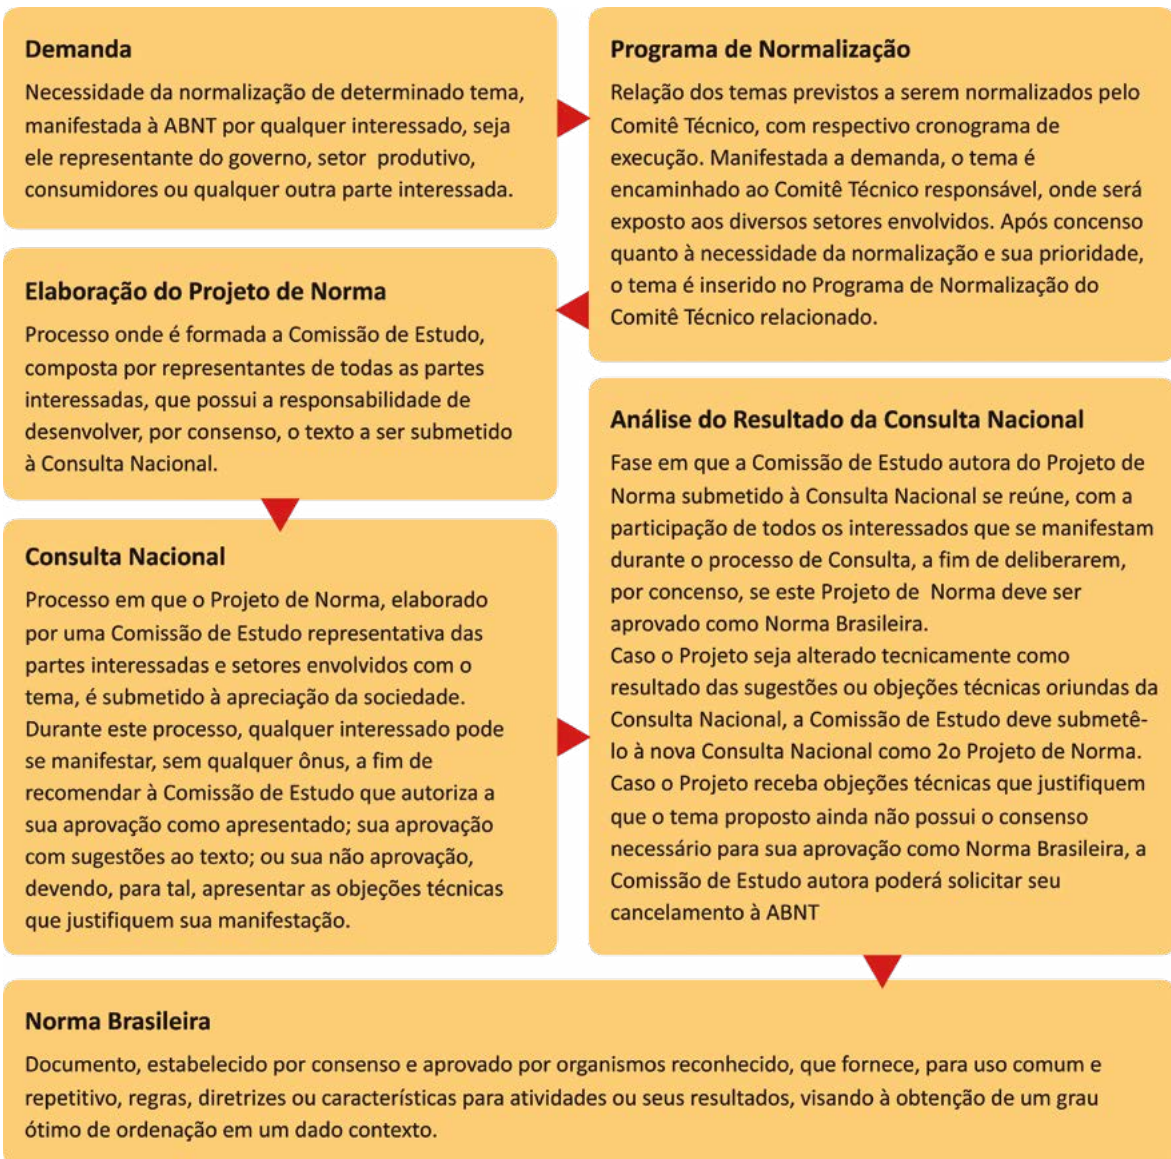 Demanda
Necessidade da normalização de determinado tema,
manifestada à ABNT por qualquer interessado, seja
ele representante do governo, setor produtivo,
consumidores ou qualquer outra parte interessada.
Programa de Normalização
Relação dos temas previstos a serem normalizados pelo
Comitê Técnico, com respectivo cronograma de
execução. Manifestada a demanda, o tema é
encaminhado ao Comitê Técnico responsável, onde será
exposto aos diversos setores envolvidos. Após concenso
quanto à necessidade da normalização e sua prioridade,
o tema é inserido no Programa de Normalização do
Comitê Técnico relacionado.
Elaboração do Projeto de Norma
Processo onde é formada a Comissão de Estudo,
composta por representantes de todas as partes
interessadas, que possui a responsabilidade de
desenvolver, por consenso, o texto a ser submetido
à Consulta Nacional.
Consulta Nacional
Processo em que o Projeto de Norma, elaborado
por uma Comissão de Estudo representativa das
partes interessadas e setores envolvidos com o
tema, é submetido à apreciação da sociedade.
Durante este processo, qualquer interessado pode
se manifestar, sem qualquer ônus, a fim de
recomendar à Comissão de Estudo que autoriza a
sua aprovação como apresentado; sua aprovação
com sugestões ao texto; ou sua não aprovação,
devendo, para tal, apresentar as objeções técnicas
que justifiquem sua manifestação.
Análise do Resultado da Consulta Nacional
Fase em que a Comissão de Estudo autora do Projeto de
Norma submetido à Consulta Nacional se reúne, com a
participação de todos os interessados que se manifestam
durante o processo de Consulta, a fim de deliberarem,
por concenso, se este Projeto de Norma deve ser
aprovado como Norma Brasileira.
Caso o Projeto seja alterado tecnicamente como
resultado das sugestões ou objeções técnicas oriundas da
Consulta Nacional, a Comissão de Estudo deve submetê-
lo à nova Consulta Nacional como 2o Projeto de Norma.
Caso o Projeto receba objeções técnicas que justifiquem
que o tema proposto ainda não possui o consenso
necessário para sua aprovação como Norma Brasileira, a
Comissão de Estudo autora poderá solicitar seu
cancelamento à ABNT
Norma Brasileira
Documento, estabelecido por consenso e aprovado por organismos reconhecido, que fornece, para uso comum e
repetitivo, regras, diretrizes ou características para atividades ou seus resultados, visando à obtenção de um grau
ótimo de ordenação em um dado contexto.